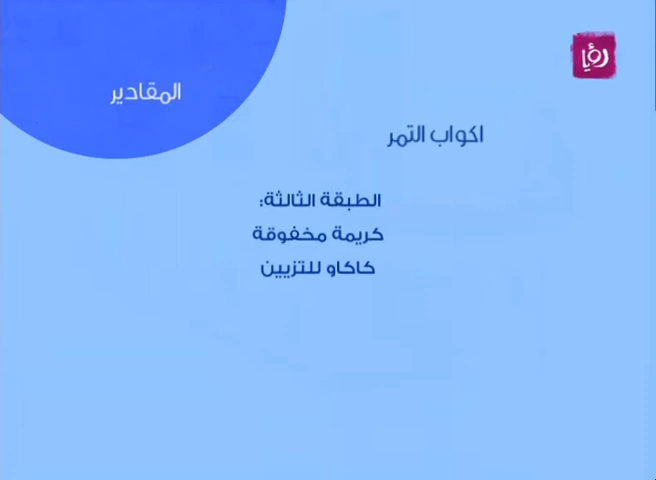 رؤيا
المقادير
اكواب التمر
الطبقة الثالثة:
كريمة مخفوقة
كاكاو للتزيين